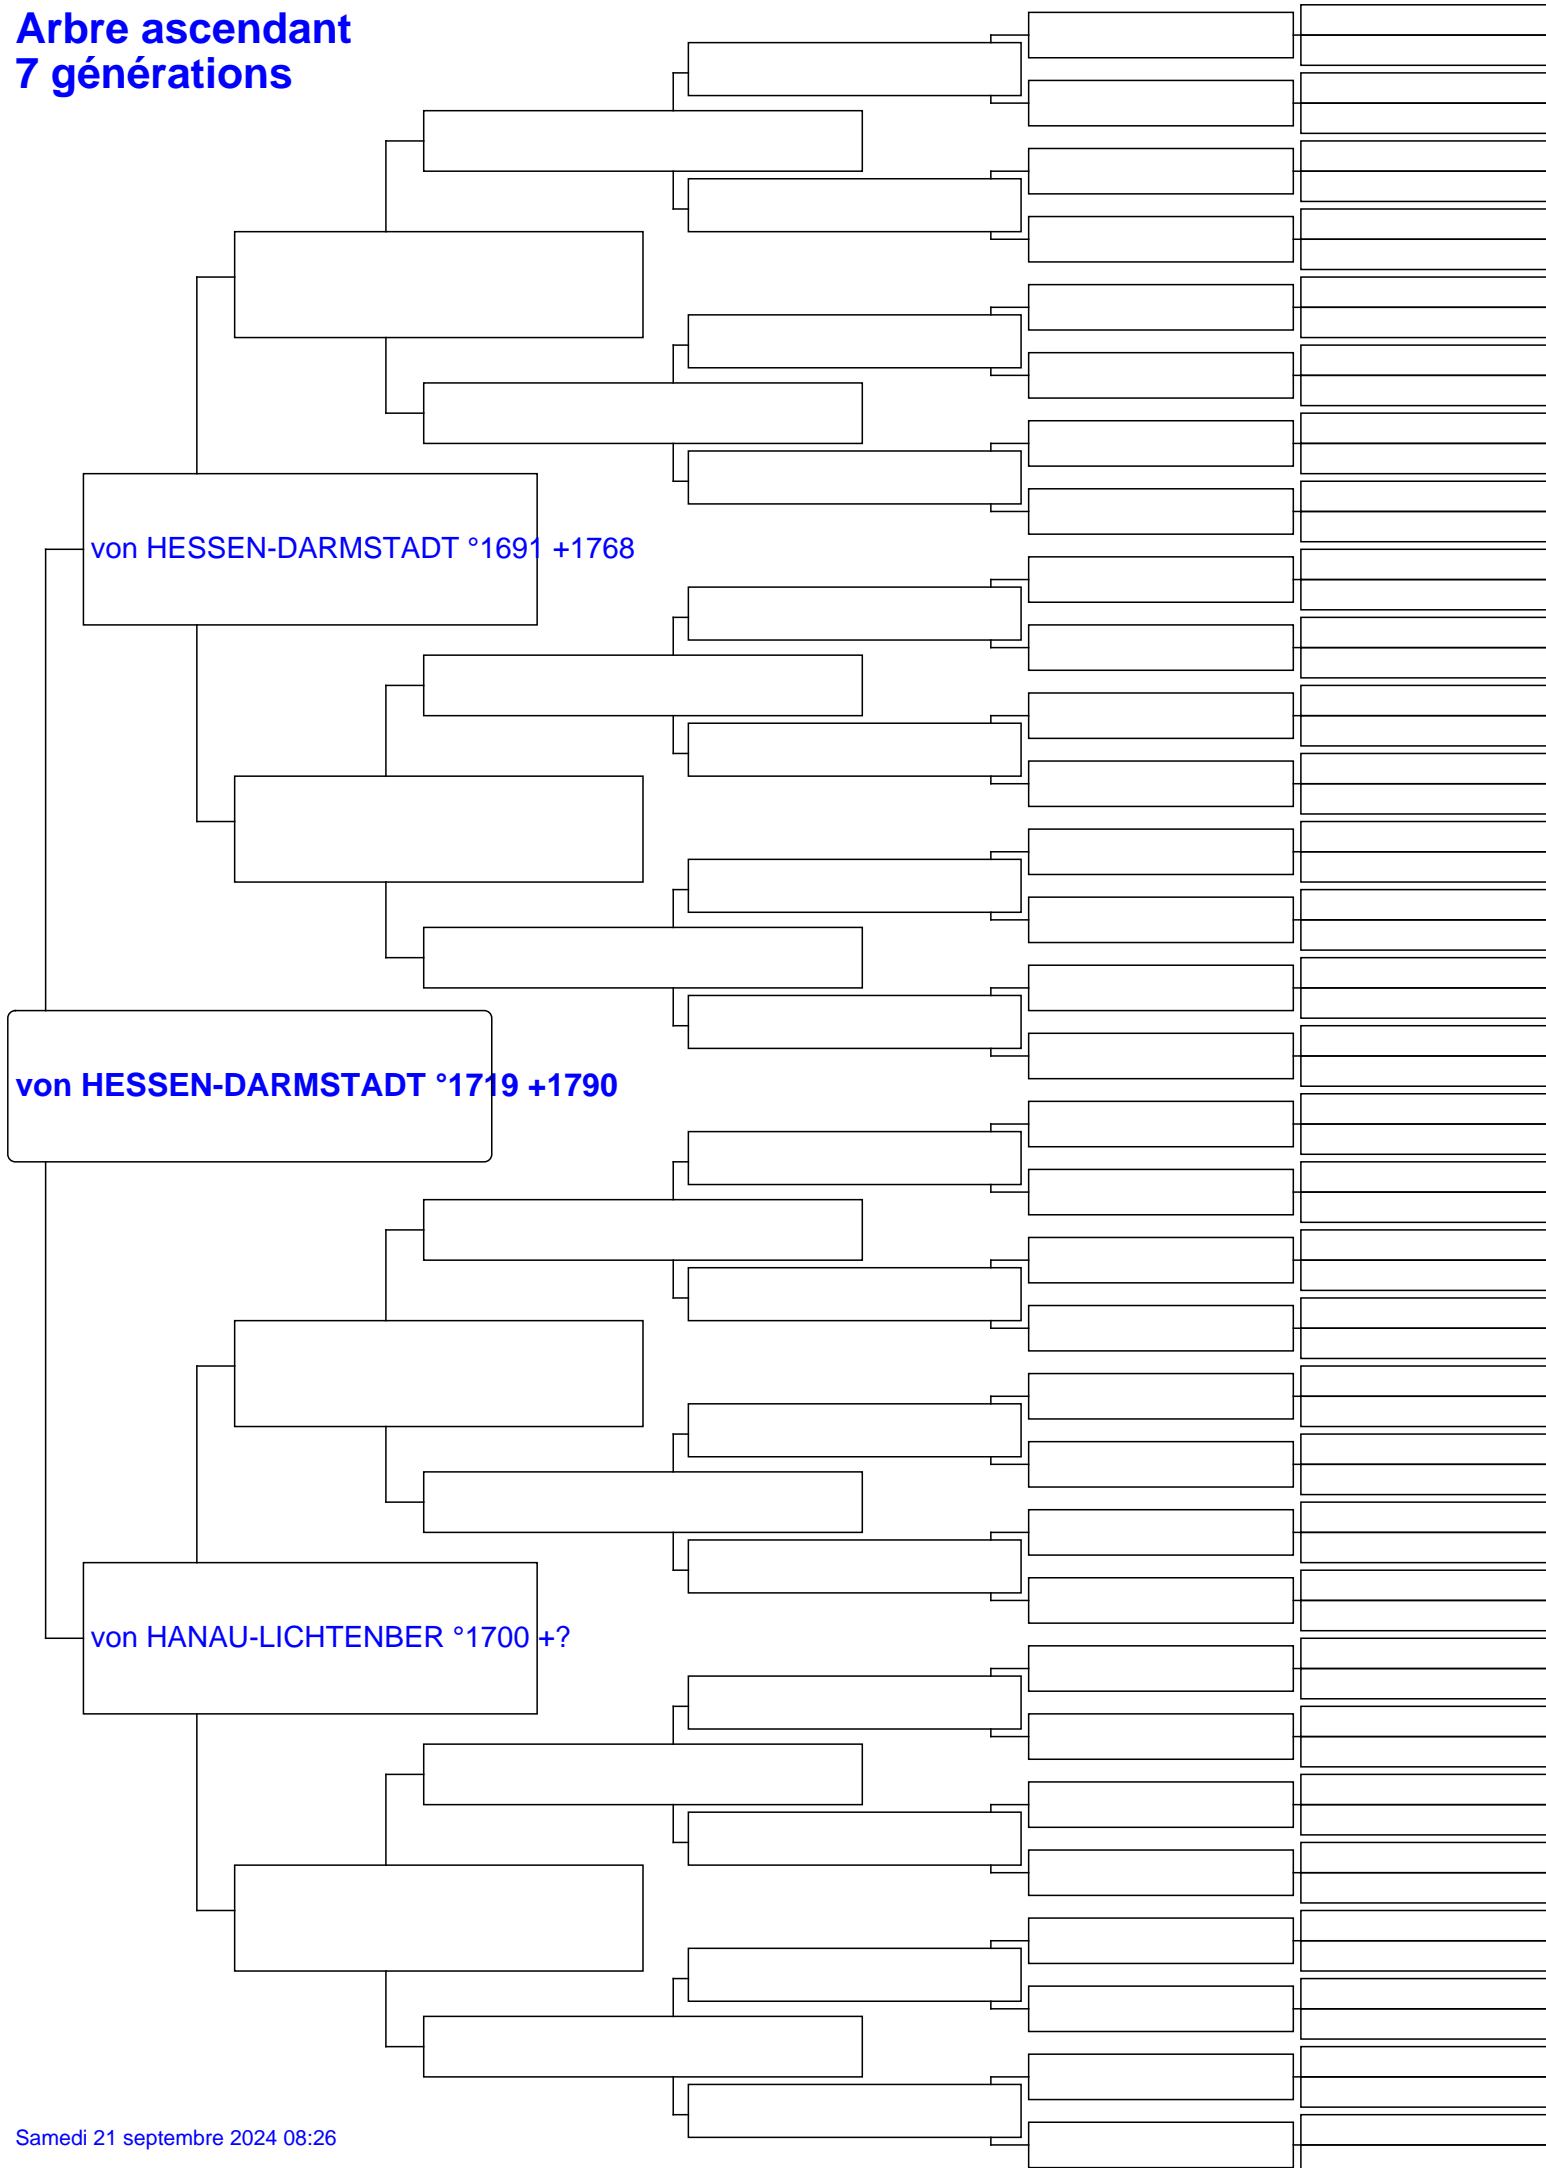 Arbre ascendant
7 générations
von HESSEN-DARMSTADT °1691 +1768
von HESSEN-DARMSTADT °1719 +1790
von HANAU-LICHTENBER °1700 +?
Samedi 21 septembre 2024 08:26